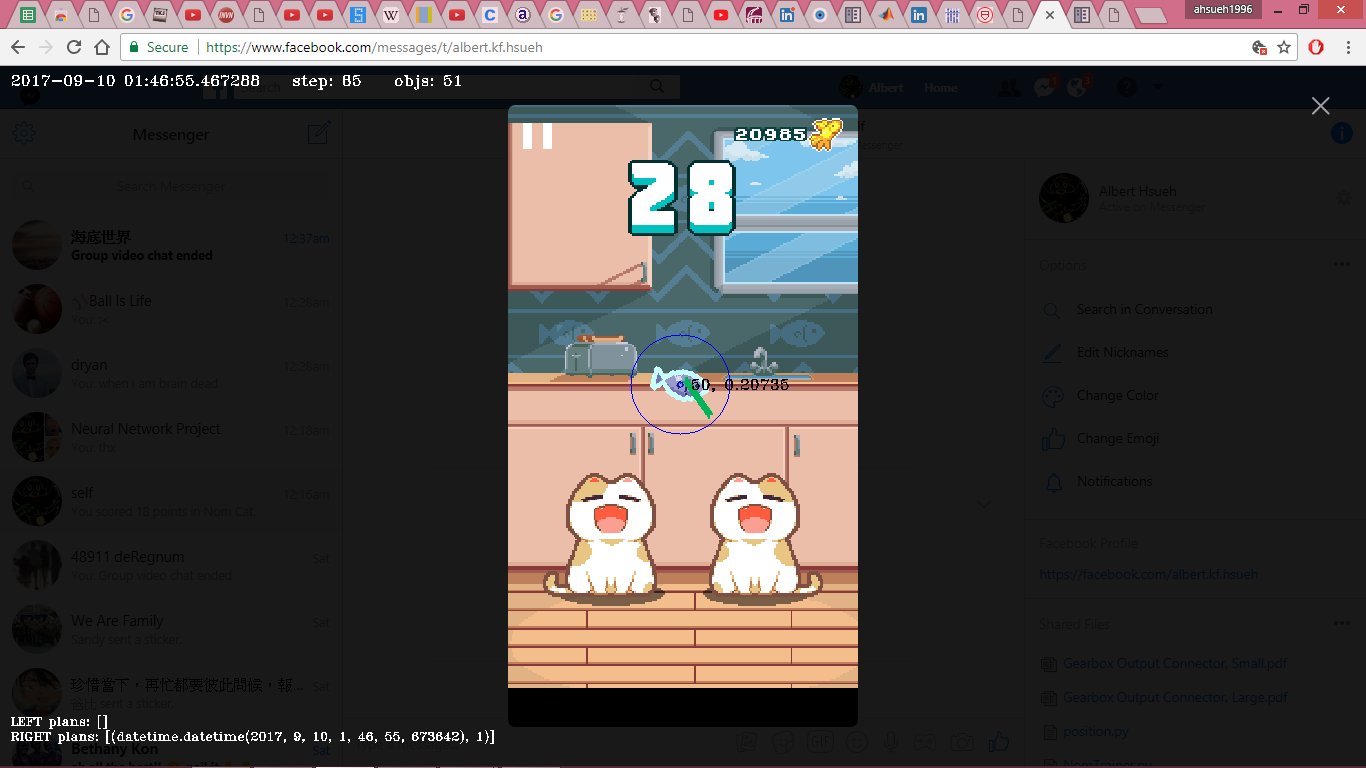 ahsueh1996
Secure | https://www.facebook.com/messages/t/albert.kf.hsueh
2017-09-10 01:46:55.467288 step: 85 objs: 51
Albert Home
Messenger
Search Messenger
海底世界 12:37am
Group video chat ended
Ball Is Life 12:28am
dryan 12:28am
You: when I am brain dead
Neural Network Project 12:18am
You: thx
self 12:16am
You scored 18 points in Nom Cat.
48911 deRegnum Sat
You: Group video chat ended
We Are Family Sat
Sandy sent a sticker.
珍惜當下，再忙都要彼此問候，報... Sat
sent a sticker.
Bethany Kon Sat
20985
28
50, 0.20735
Albert Hsueh
Active on Messenger
Options
Search in Conversation
Edit Nicknames
Change Color
Change Emoji
Notifications
Facebook Profile
https://facebook.com/albert.kf.hsueh
Shared Files
Gearbox Output Connector, Small.pdf
Gearbox Output Connector, Large.pdf
position.py
NomTrainer.py
GIF
LEFT plans: []
RIGHT plans: [(datetime.datetime(2017, 9, 10, 1, 46, 55, 673642), 1)]